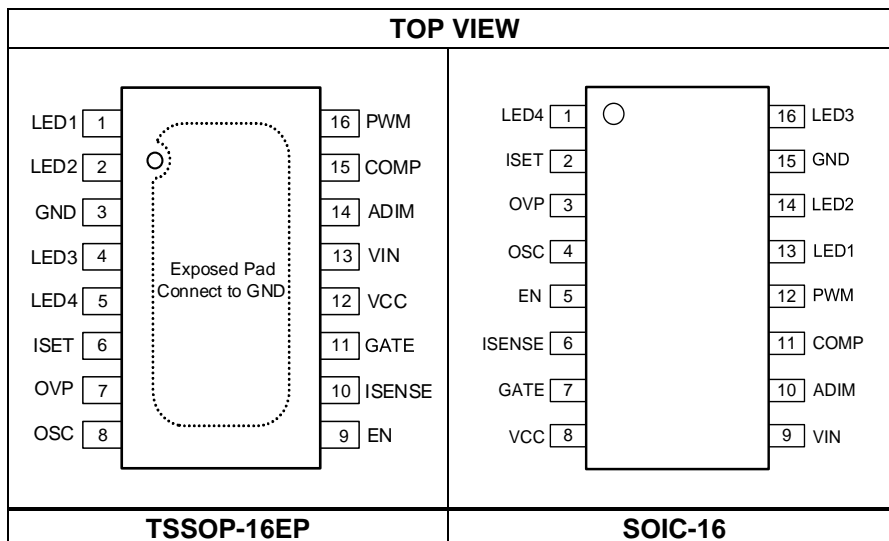 TOP VIEW
LED1 1
LED2 2
GND 3
LED3 4
LED4 5
ISET 6
OVP 7
OSC 8
16 PWM
15 COMP
14 ADIM
13 VIN
12 VCC
11 GATE
10 ISENSE
9 EN
Exposed Pad
Connect to GND
TSSOP-16EP
LED4 1
ISET 2
OVP 3
OSC 4
EN 5
ISENSE 6
GATE 7
VCC 8
16 LED3
15 GND
14 LED2
13 LED1
12 PWM
11 COMP
10 ADIM
9 VIN
SOIC-16